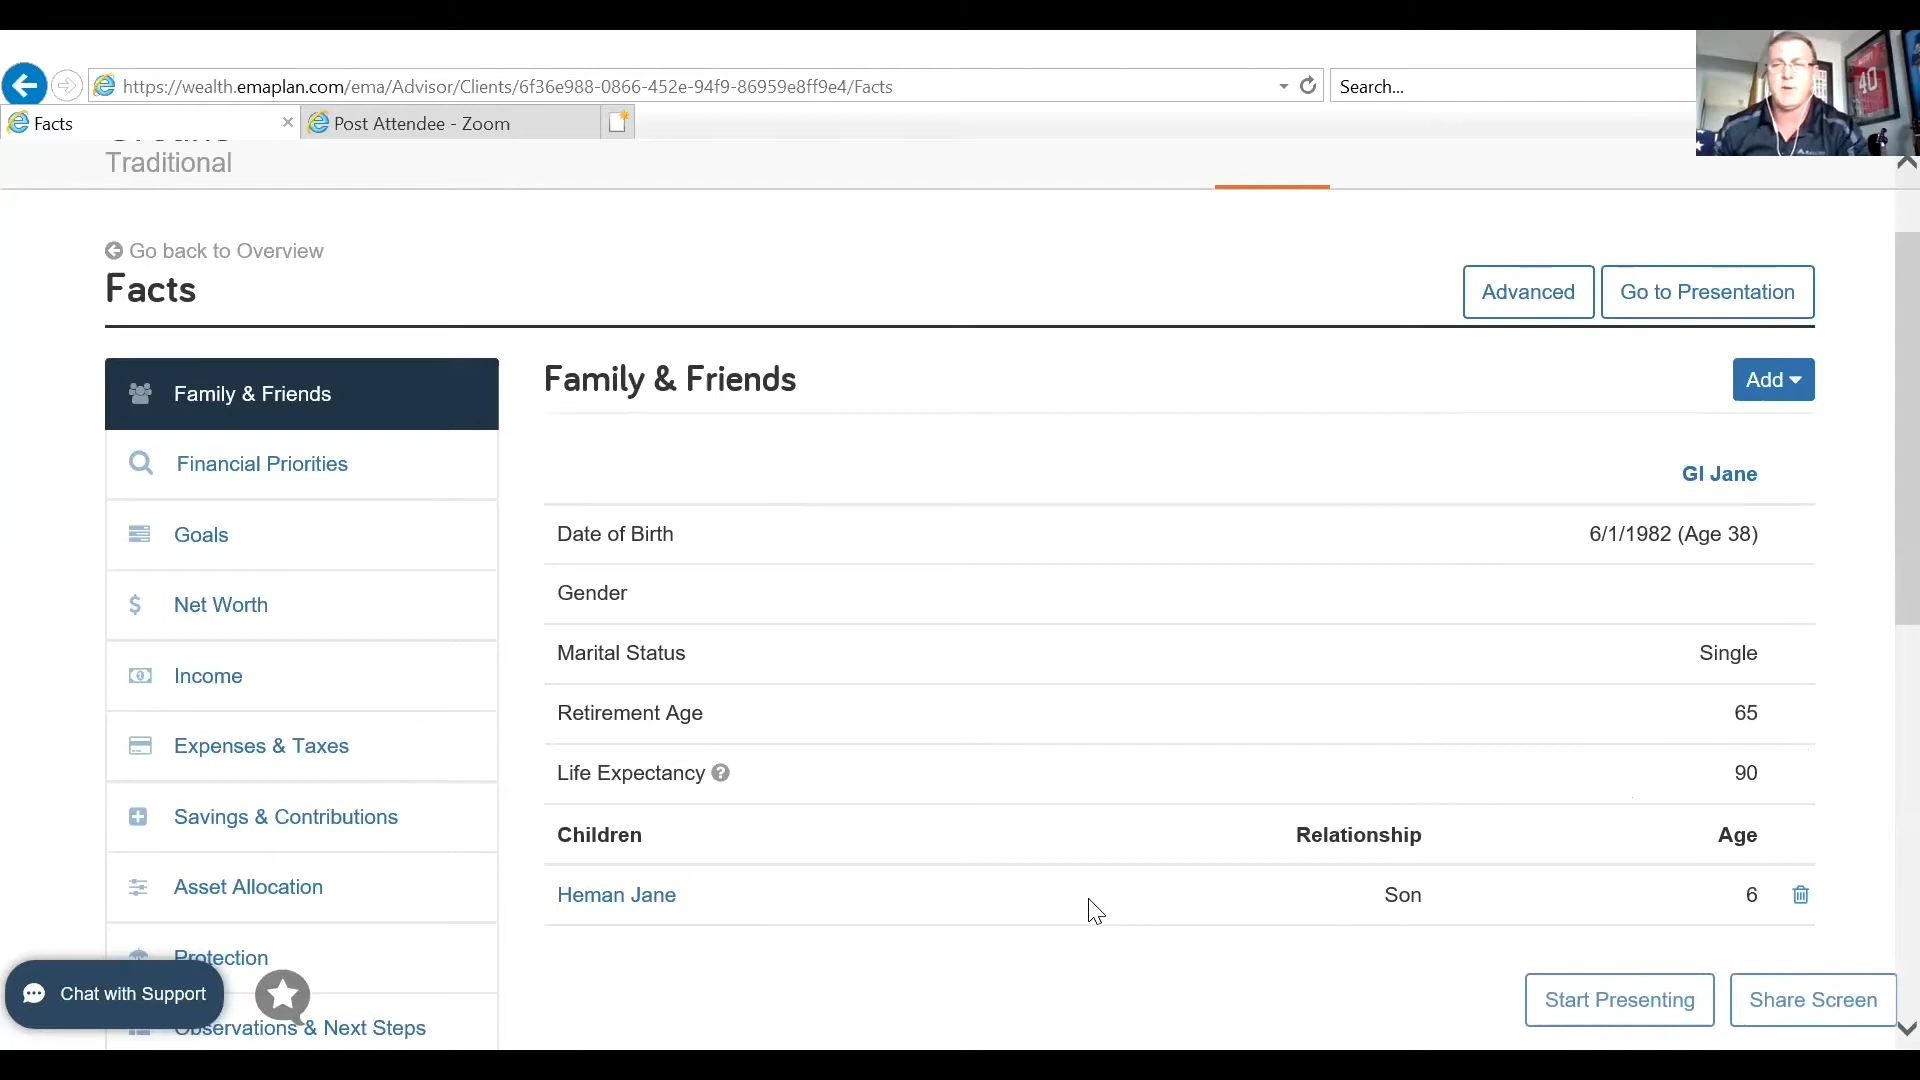 https://wealth.emaplan.com/ema/Advisor/Clients/6f36e988-0866-452e-94f9-86959e8ff9e4/Facts
Search...
Facts
Post Attendee - Zoom
Traditional
Go back to Overview
Facts
Advanced
Go to Presentation
Family & Friends
Financial Priorities
Goals
Net Worth
Income
Expenses & Taxes
Savings & Contributions
Asset Allocation
Protection
Observations & Next Steps
Chat with Support
Family & Friends
Add
GI Jane
Date of Birth 6/1/1982 (Age 38)
Gender
Marital Status Single
Retirement Age 65
Life Expectancy ? 90
Children Relationship Age
Heman Jane Son 6
Start Presenting
Share Screen
40